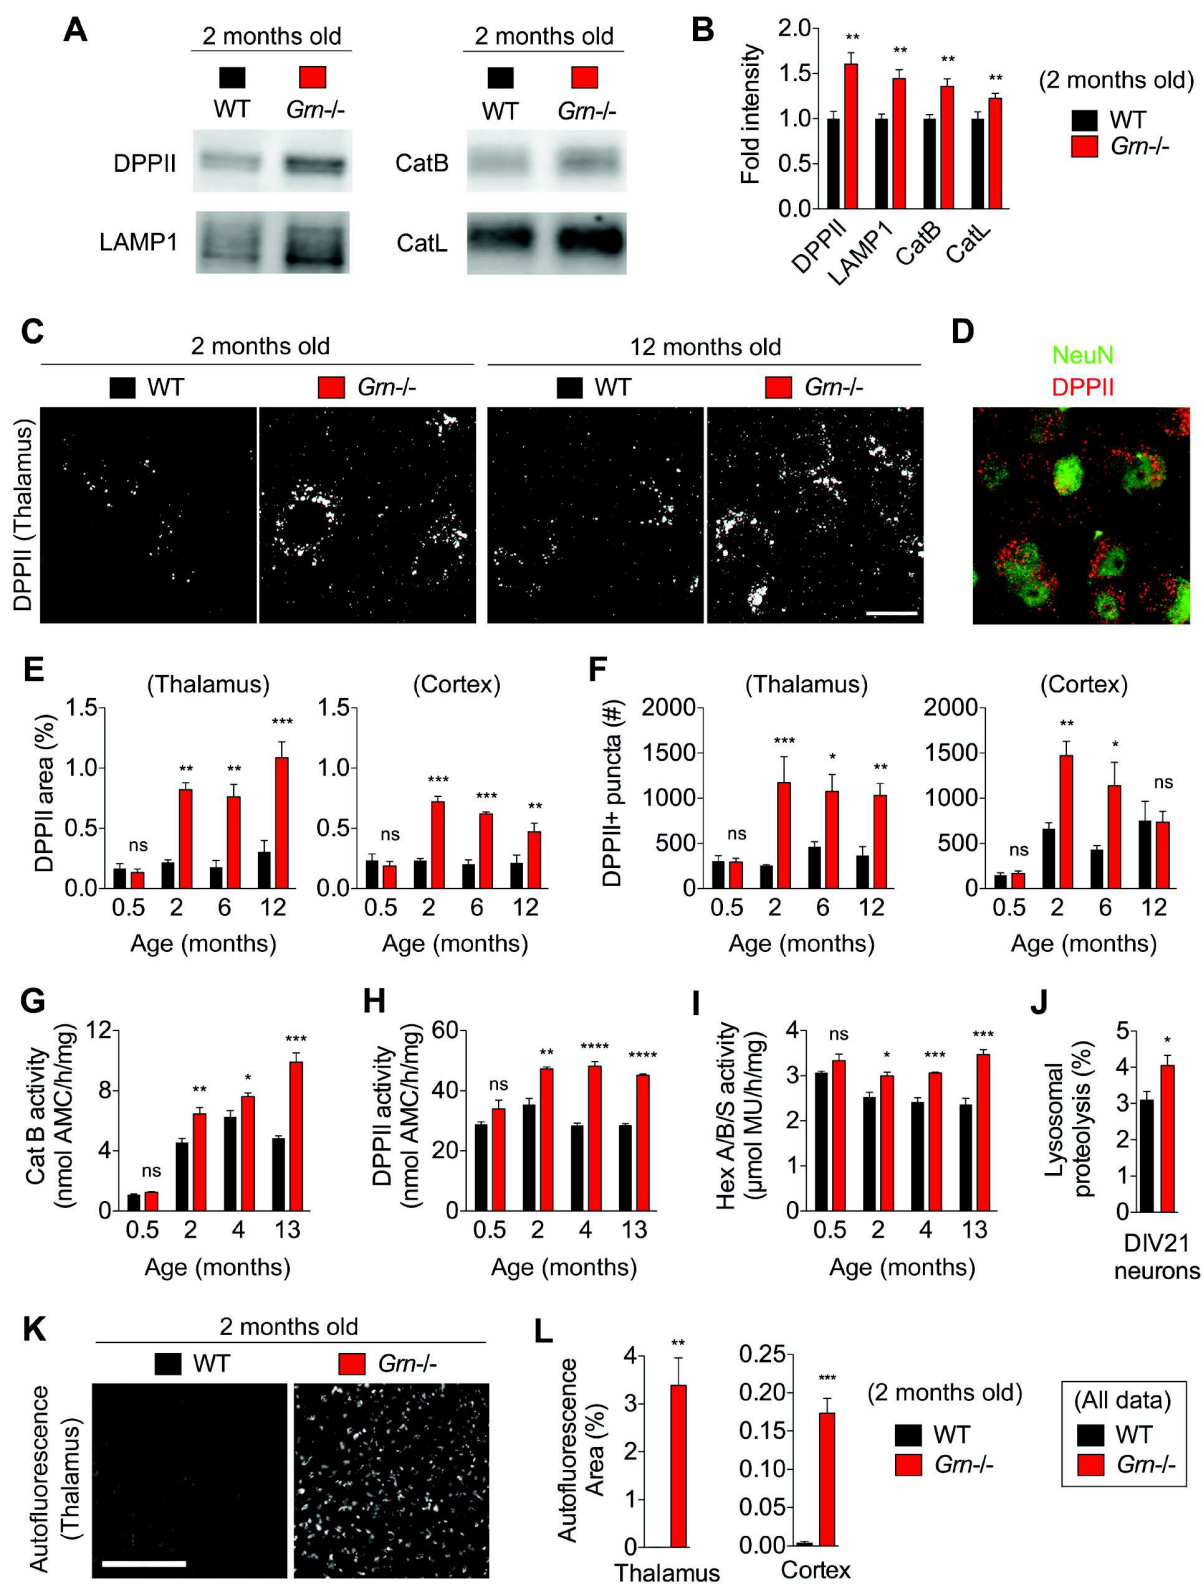 A
2 months old
2 months old
WT
Grn-/-
WT
Grn-/-
DPPII
CatB
LAMP1
CatL
B
Fold intensity
2.0
1.5
1.0
0.5
0.0
**
**
**
**
DPPII
LAMP1
CatB
CatL
(2 months old)
WT
Grn-/-
C
2 months old
12 months old
WT
Grn-/-
WT
Grn-/-
DPPII (Thalamus)
D
NeuN
DPPII
E
(Thalamus)
(Cortex)
DPPII area (%)
1.5
1.0
0.5
0.0
ns
**
**
***
0.5 2 6 12
Age (months)
1.5
1.0
0.5
0.0
ns
***
***
**
0.5 2 6 12
Age (months)
F
(Thalamus)
(Cortex)
DPPII+ puncta (#)
2000
1500
1000
500
0
ns
***
*
**
0.5 2 6 12
Age (months)
2000
1500
1000
500
0
ns
**
*
ns
0.5 2 6 12
Age (months)
G
Cat B activity
(nmol AMC/h/mg)
12
8
4
0
ns
**
*
***
0.5 2 4 13
Age (months)
H
DPPII activity
(nmol AMC/h/mg)
60
40
20
0
ns
**
****
****
0.5 2 4 13
Age (months)
I
Hex A/B/S activity
(µmol MU/h/mg)
4
3
2
1
0
ns
*
***
***
0.5 2 4 13
Age (months)
J
Lysosomal
proteolysis (%)
5
4
3
2
1
0
*
DIV21
neurons
K
2 months old
WT
Grn-/-
Autofluorescence
(Thalamus)
L
Autofluorescence
Area (%)
4
3
2
1
0
**
Thalamus
0.25
0.20
0.15
0.10
0.05
0.00
***
Cortex
(2 months old)
WT
Grn-/-
(All data)
WT
Grn-/-